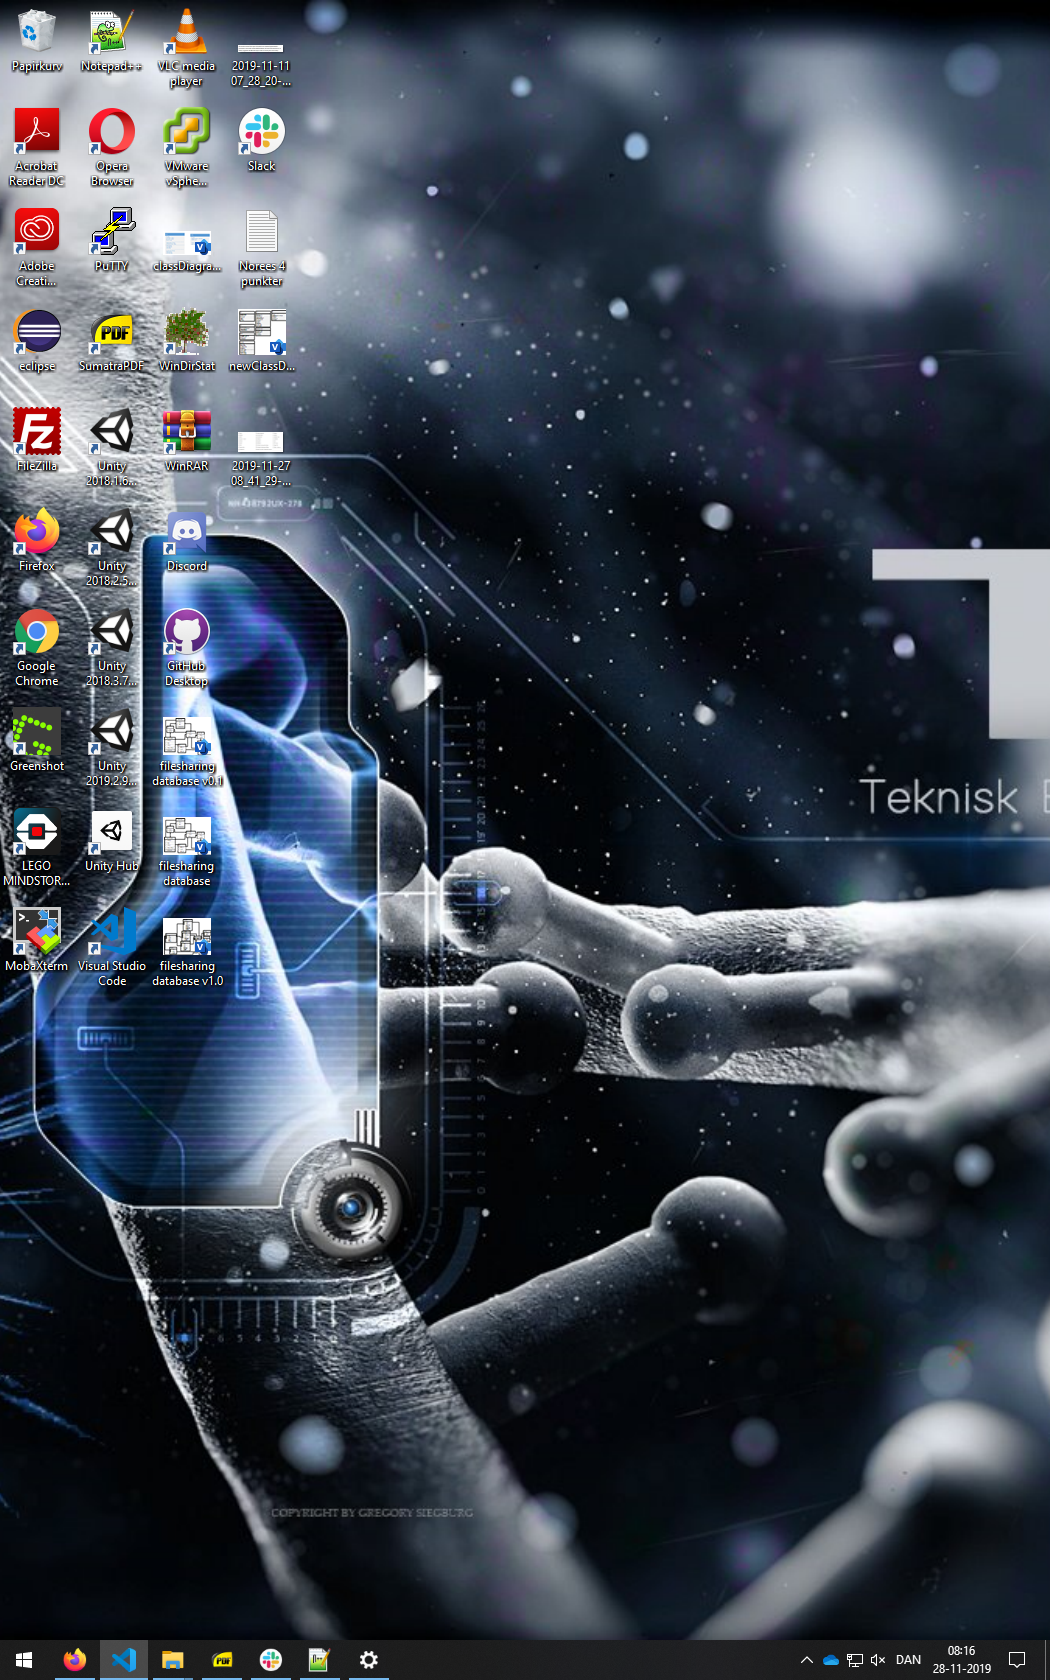 Papirkurv
Notepad++
VLC media
player
2019-11-11
07_28_20-...
Acrobat
Reader DC
Opera
Browser
VMware
vSphe...
Slack
Adobe
Creati...
PuTTY
classDiagra...
Norees 4
punkter
eclipse
PDF
SumatraPDF
WinDirStat
newClassD...
FileZilla
Unity
2018.1.6...
WinRAR
2019-11-27
08_41_29-...
Firefox
Unity
2018.2.5...
Discord
Google
Chrome
Unity
2018.3.7...
GitHub
Desktop
Greenshot
Unity
2019.2.9...
filesharing
database v0.1
LEGO
MINDSTOR...
Unity Hub
filesharing
database
MobaXterm
Visual Studio
Code
filesharing
database v1.0
T
Teknisk
COPYRIGHT BY GREGORY SIEGBURG
PDF
DAN
08:16
28-11-2019